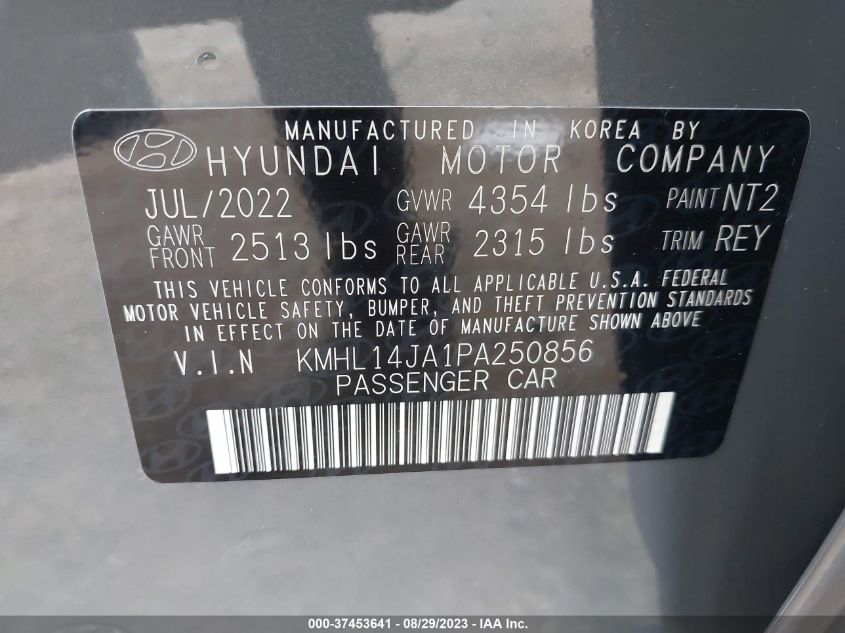 MANUFACTURED IN KOREA BY
HYUNDAI MOTOR COMPANY
JUL/2022 GVWR 4354 lbs PAINT NT2
GAWR FRONT 2513 lbs GAWR REAR 2315 lbs TRIM REY
THIS VEHICLE CONFORMS TO ALL APPLICABLE U.S.A. FEDERAL
MOTOR VEHICLE SAFETY, BUMPER, AND THEFT PREVENTION STANDARDS
IN EFFECT ON THE DATE OF MANUFACTURE SHOWN ABOVE.
V.I.N KMHL14JA1PA250856
PASSENGER CAR
000-37453641 - 08/29/2023 - IAA Inc.